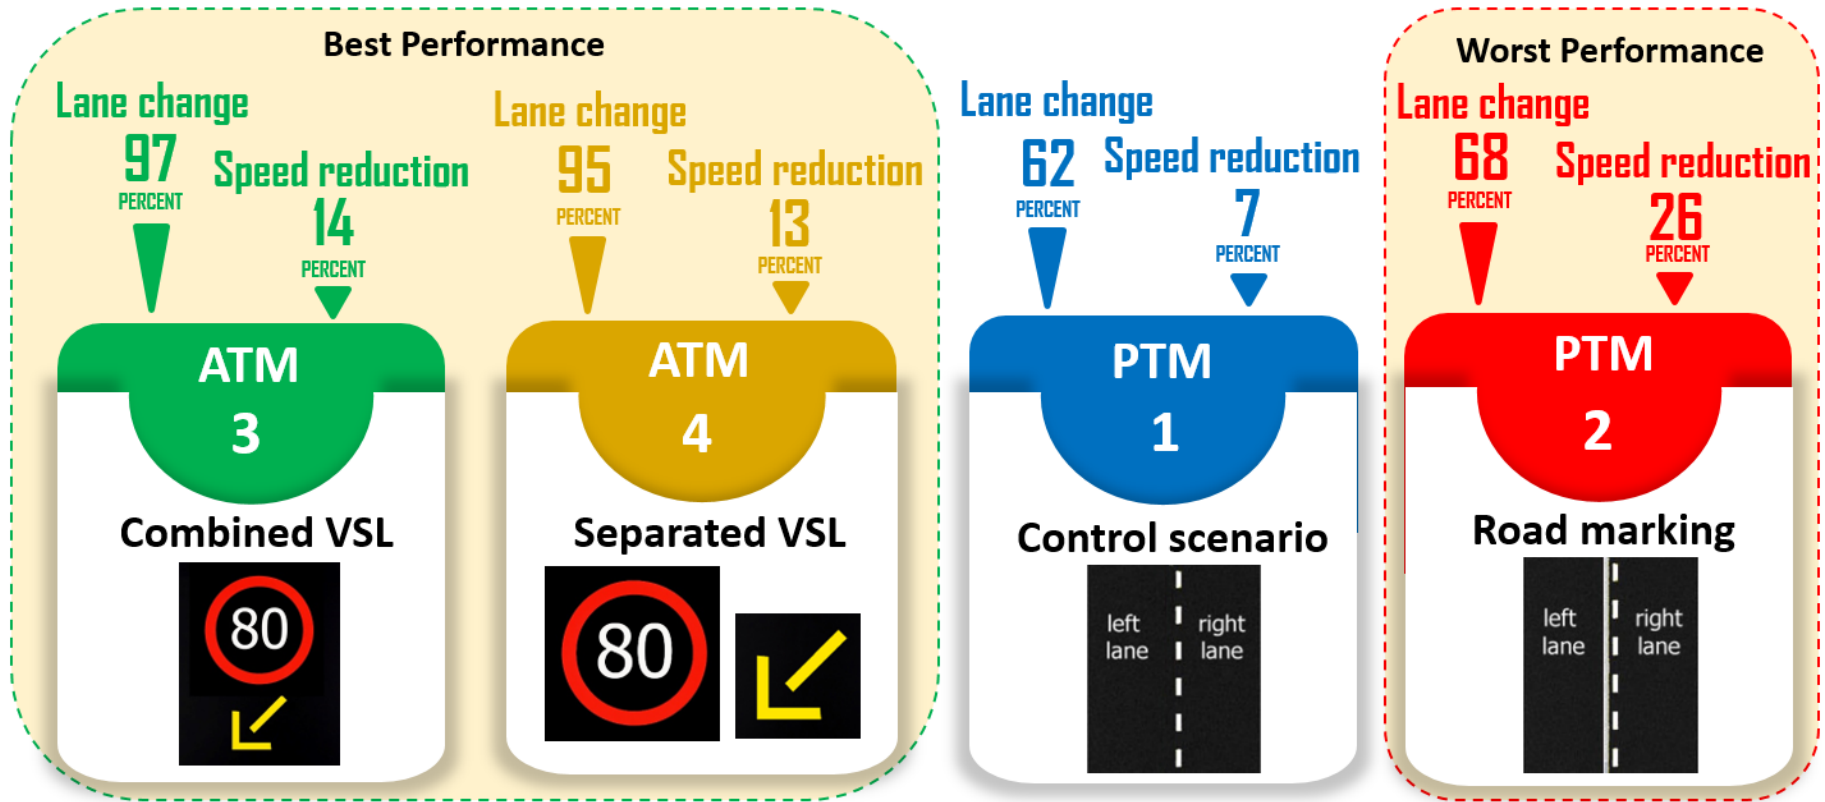 Best Performance
Lane change
97
PERCENT
Speed reduction
14
PERCENT
Lane change
95
PERCENT
Speed reduction
13
PERCENT
ATM
3
Combined VSL
80
ATM
4
Separated VSL
80
Lane change
62
PERCENT
Speed reduction
7
PERCENT
PTM
1
Control scenario
left
lane
right
lane
Worst Performance
Lane change
68
PERCENT
Speed reduction
26
PERCENT
PTM
2
Road marking
left
lane
right
lane